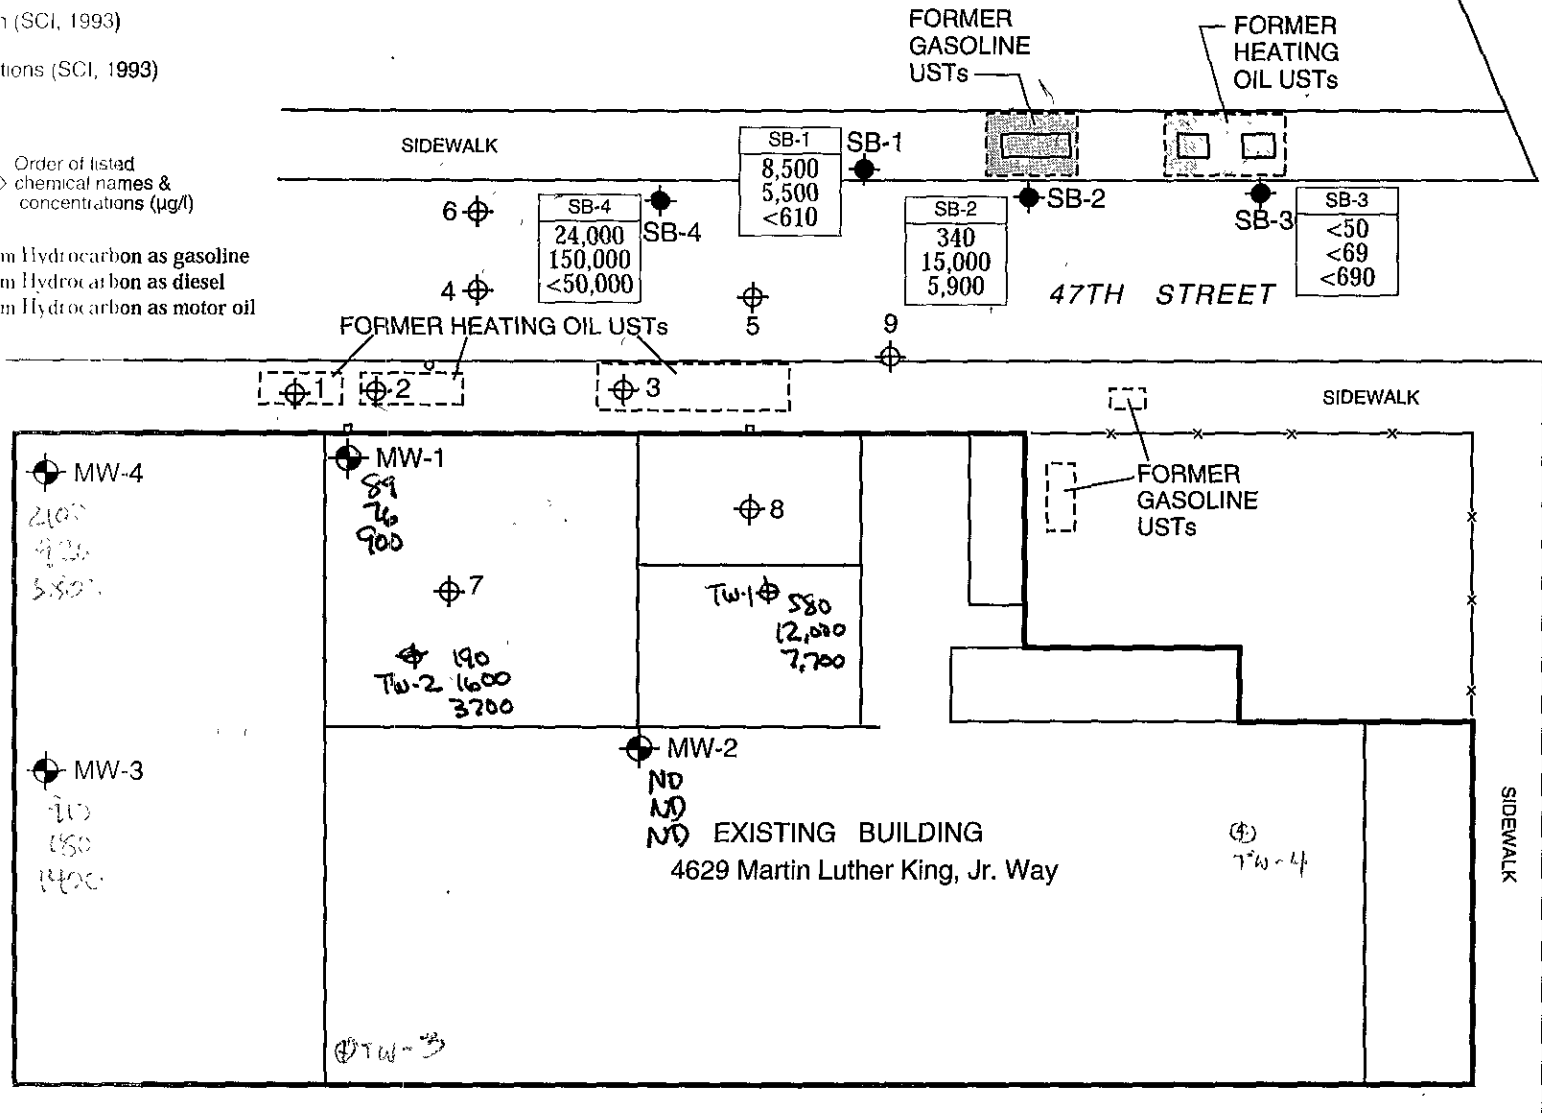 (SCI, 1993)
tions (SCI, 1993)
Order of listed
chemical names &
concentrations (µg/l)
m Hydrocarbon as gasoline
m Hydrocarbon as diesel
m Hydrocarbon as motor oil
FORMER
GASOLINE
USTs
FORMER
HEATING
OIL USTs
SIDEWALK
SB-1
8,500
5,500
<610
SB-1
SB-4
24,000
150,000
<50,000
SB-4
SB-2
340
15,000
5,900
SB-2
SB-3
SB-3
<50
<69
<690
6
4
5
9
47TH STREET
FORMER HEATING OIL USTs
1
2
3
SIDEWALK
MW-4
2100
MW-1
89
76
900
8
FORMER
GASOLINE
USTs
7
TW-1
580
12,000
7,700
TW-2
190
1600
3700
MW-3
180
1400
MW-2
ND
ND
ND
EXISTING BUILDING
4629 Martin Luther King, Jr. Way
TW-4
SIDEWALK
TW-3